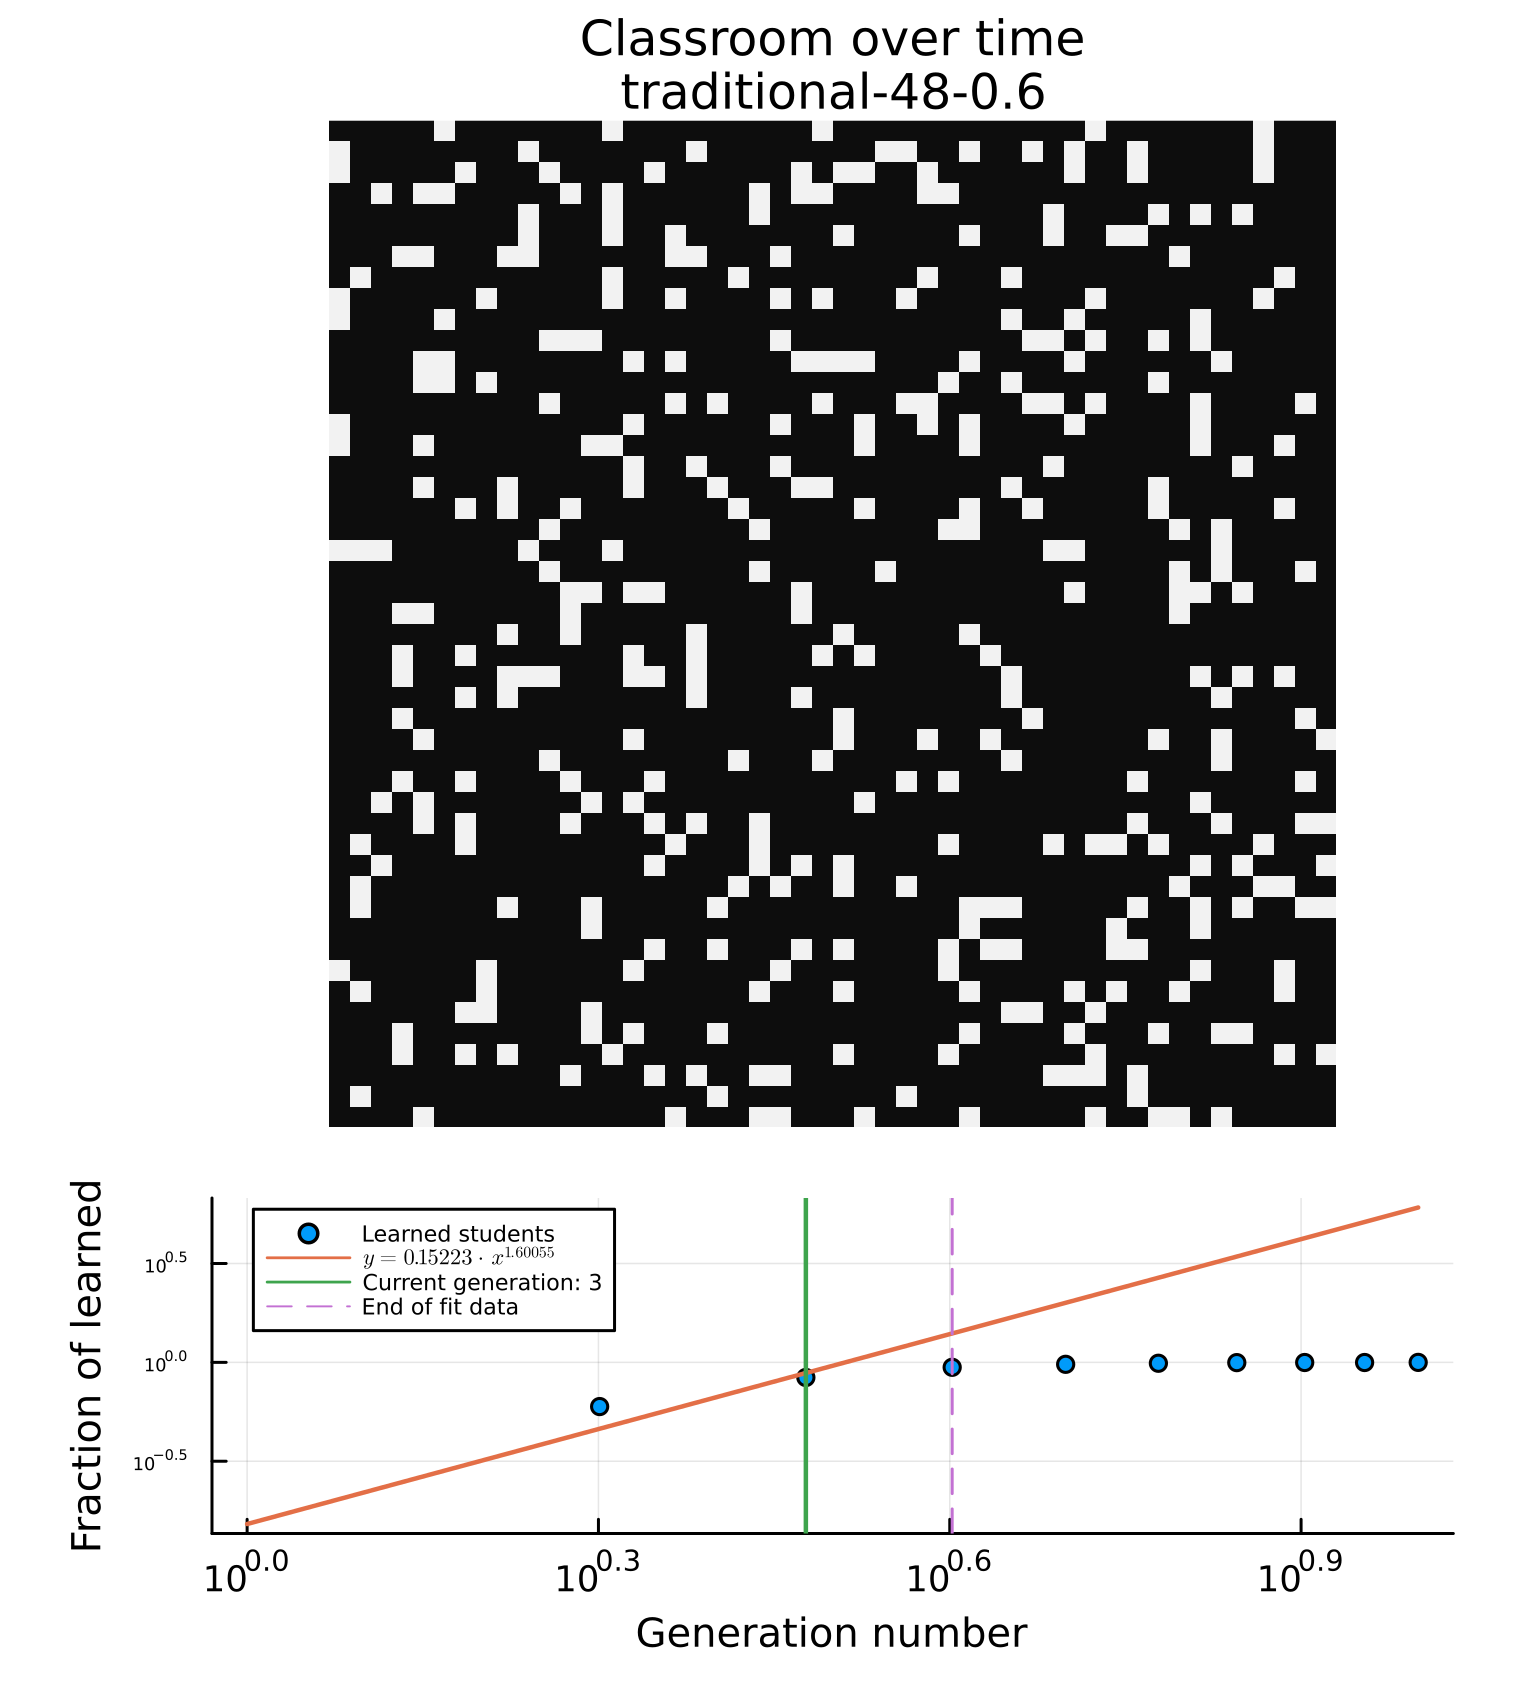 Classroom over time
traditional-48-0.6
Fraction of learned
Learned students
y = 0.15223 · x^1.60055
Current generation: 3
End of fit data
10^0.5
10^0.0
10^−0.5
10^0.0
10^0.3
10^0.6
10^0.9
Generation number